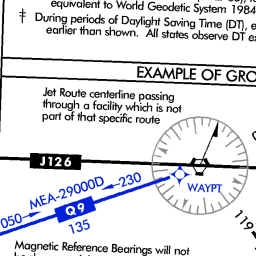 equivalent to World Geodetic System 1984
‡ During periods of Daylight Saving Time (DT),
earlier than shown. All states observe DT
EXAMPLE OF
Jet Route centerline passing
through a facility which is not
part of that specific route
J126
MEA-29000D
230
WAYPT
050
Q9
135
119
Magnetic Reference Bearings will not